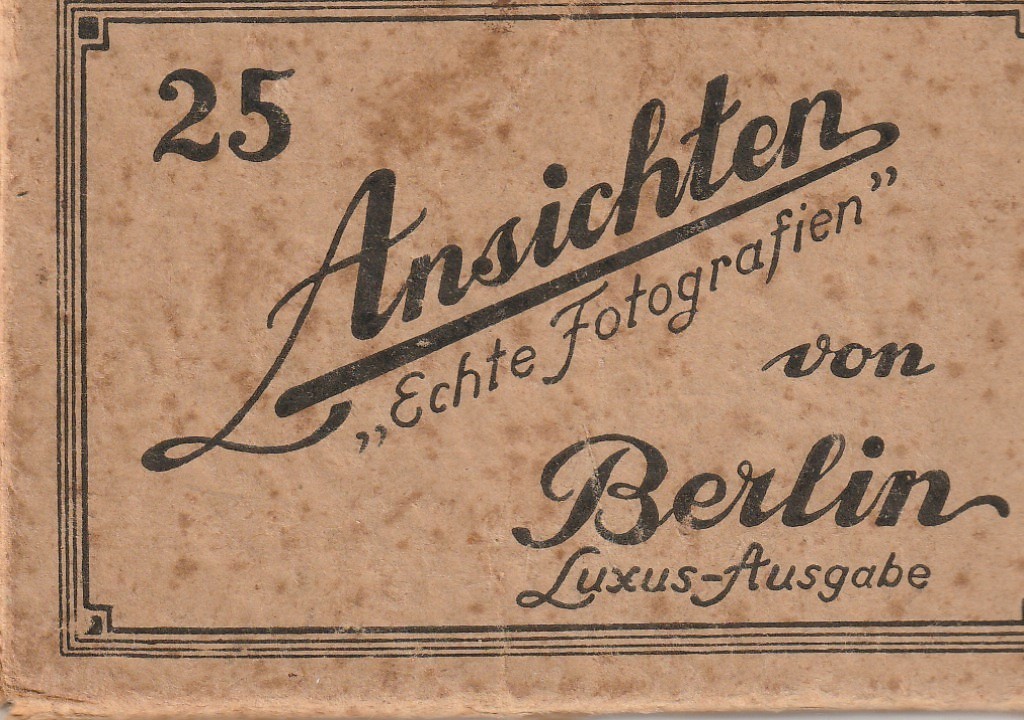 25
Ansichten
„Echte Fotografien”
von
Berlin
Luxus-Ausgabe